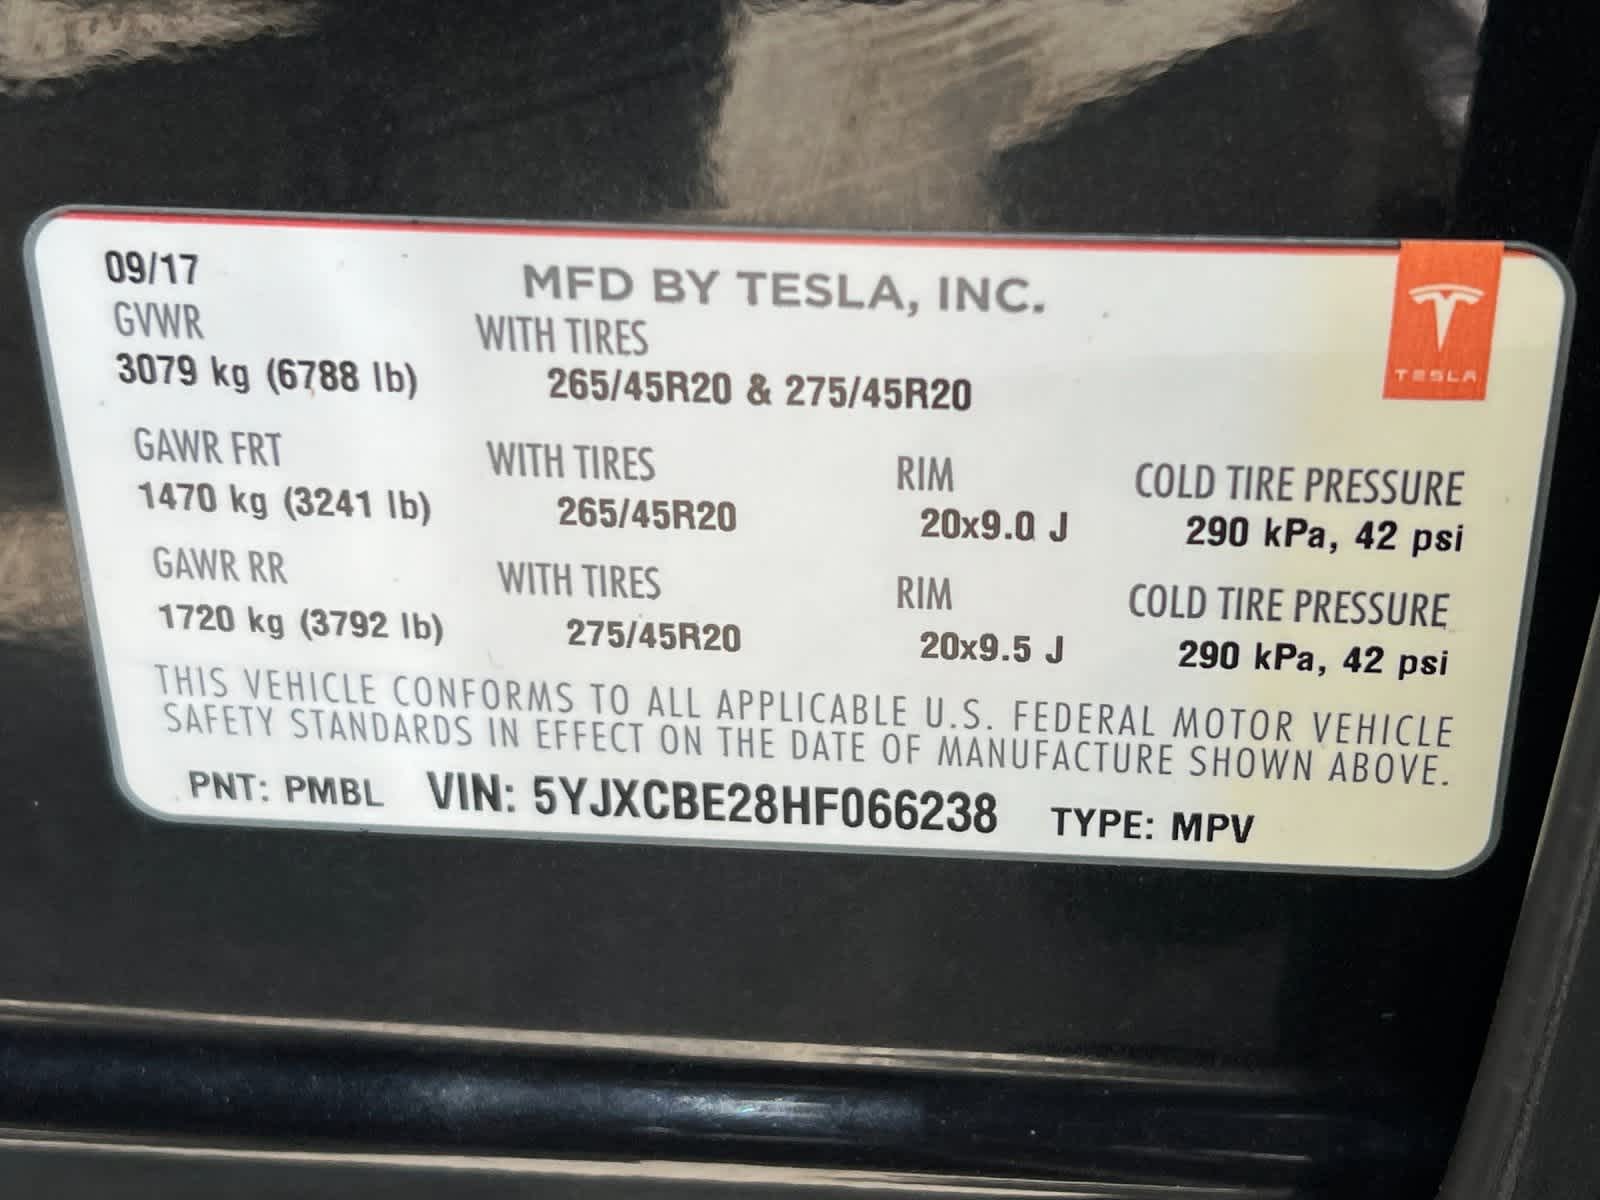 09/17 MFD BY TESLA, INC.
GVWR WITH TIRES
3079 kg (6788 lb) 265/45R20 & 275/45R20
TESLA
GAWR FRT WITH TIRES RIM COLD TIRE PRESSURE
1470 kg (3241 lb) 265/45R20 20x9.0 J 290 kPa, 42 psi
GAWR RR WITH TIRES RIM COLD TIRE PRESSURE
1720 kg (3792 lb) 275/45R20 20x9.5 J 290 kPa, 42 psi
THIS VEHICLE CONFORMS TO ALL APPLICABLE U.S. FEDERAL MOTOR VEHICLE
SAFETY STANDARDS IN EFFECT ON THE DATE OF MANUFACTURE SHOWN ABOVE.
PNT: PMBL VIN: 5YJXCBE28HF066238 TYPE: MPV